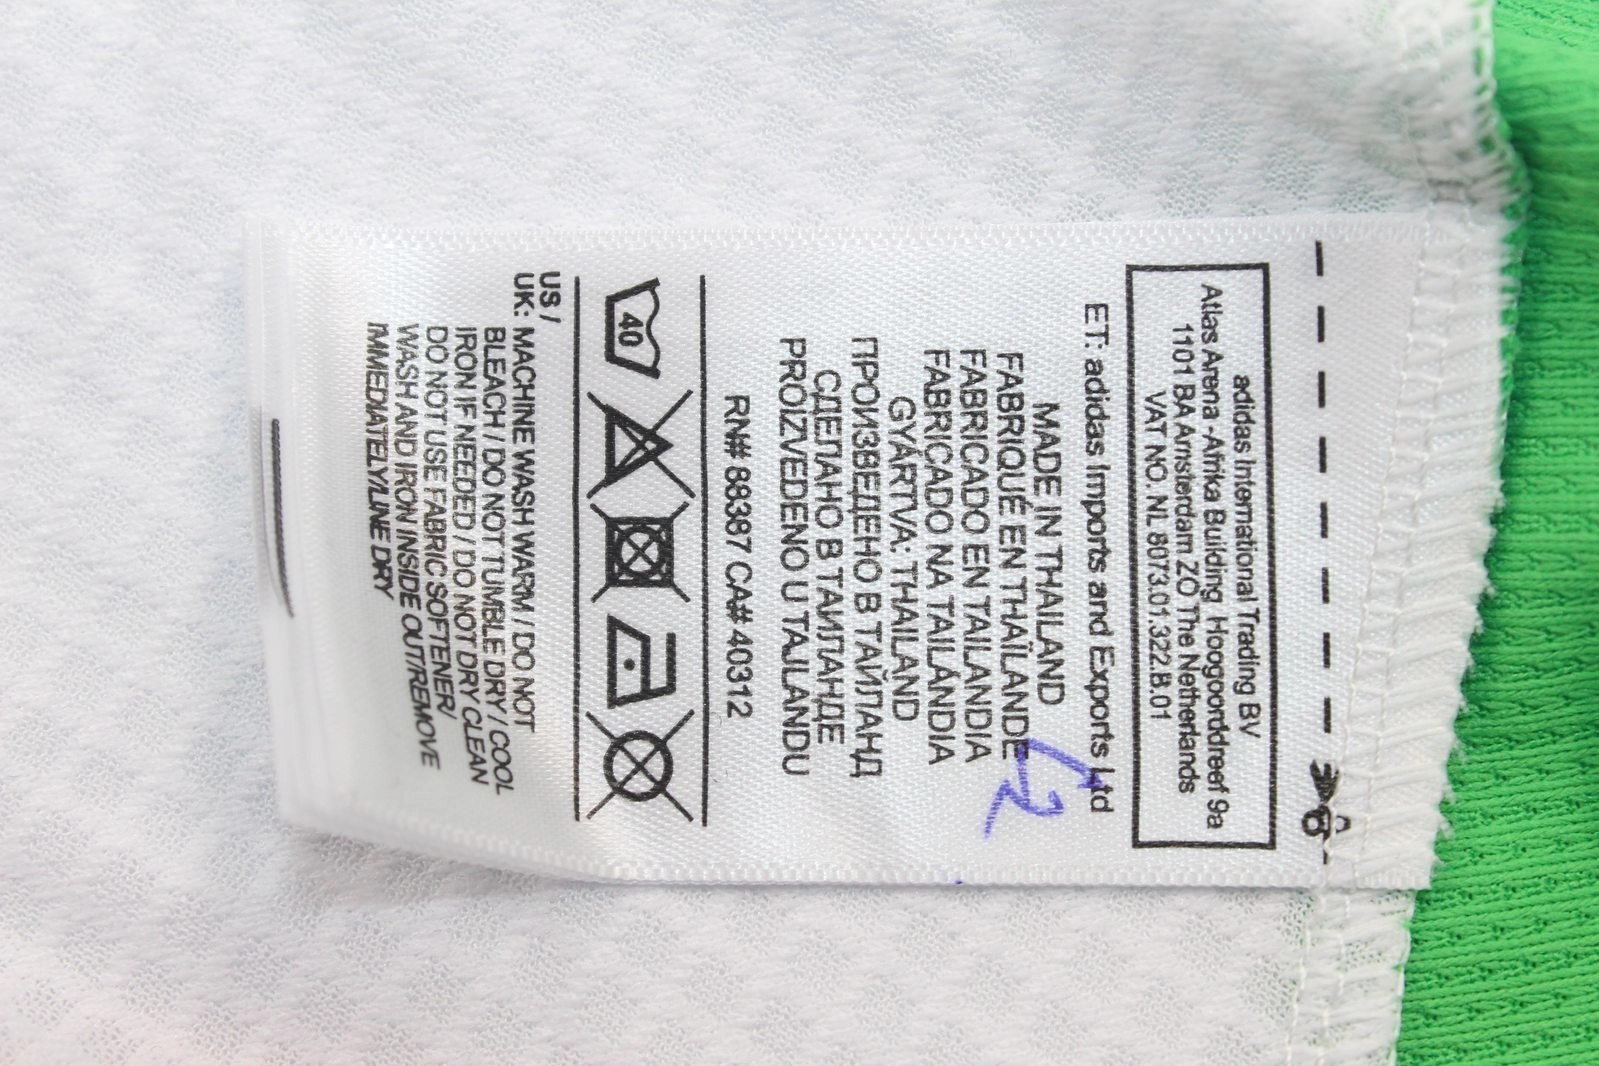 adidas International Trading BV
Atlas Arena -Afrika Building, Hoogoorddreef 9a
1101 BA Amsterdam ZO The Netherlands
VAT NO. NL 8073.01.322.B.01
ET: adidas Imports and Exports Ltd
MADE IN THAILAND
FABRIQUÉ EN THAÏLANDE
FABRICADO EN TAILANDIA
FABRICADO NA TAILÂNDIA
GYÁRTVA: THAILAND
ПРОИЗВЕДЕНО В ТАЙЛАНД
СДЕЛАНО В ТАИЛАНДЕ
PROIZVEDENO U TAJLANDU
RN# 88387 CA# 40312
40
US /
UK: MACHINE WASH WARM / DO NOT
BLEACH / DO NOT TUMBLE DRY / COOL
IRON IF NEEDED / DO NOT DRY CLEAN
DO NOT USE FABRIC SOFTENER/
WASH AND IRON INSIDE OUT/REMOVE
IMMEDIATELY/LINE DRY